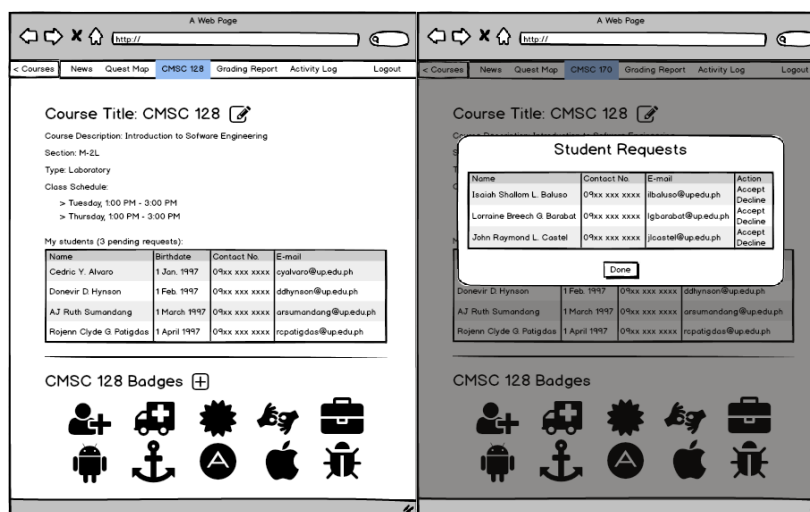 A Web Page
http://
< Courses News Quest Map CMSC 128 Grading Report Activity Log Logout
Course Title: CMSC 128
Course Description: Introduction to Sofware Engineering
Section: M-2L
Type: Laboratory
Class Schedule:
> Tuesday, 1:00 PM - 3:00 PM
> Thursday, 1:00 PM - 3:00 PM
My students (3 pending requests):
Name Birthdate Contact No. E-mail
Cedric Y. Alvaro 1 Jan. 1997 09xx xxx xxxx cyalvaro@up.edu.ph
Donevir D. Hynson 1 Feb. 1997 09xx xxx xxxx ddhynson@up.edu.ph
AJ Ruth Sumandang 1 March 1997 09xx xxx xxxx arsumandang@up.edu.ph
Rojenn Clyde G. Patigdas 1 April 1997 09xx xxx xxxx rcpatigdas@up.edu.ph
CMSC 128 Badges
A Web Page
http://
< Courses News Quest Map CMSC 170 Grading Report Activity Log Logout
Course Title: CMSC 128
Student Requests
Name Contact No. E-mail Action
Isaiah Shallom L. Baluso 09xx xxx xxxx ilbaluso@up.edu.ph Accept
Decline
Lorraine Breech G. Barabat 09xx xxx xxxx lgbarabat@up.edu.ph Accept
Decline
John Raymond L. Castel 09xx xxx xxxx jlcastel@up.edu.ph Accept
Decline
Done
Donevir D. Hynson 1 Feb. 1997 09xx xxx xxxx ddhynson@up.edu.ph
AJ Ruth Sumandang 1 March 1997 09xx xxx xxxx arsumandang@up.edu.ph
Rojenn Clyde G. Patigdas 1 April 1997 09xx xxx xxxx rcpatigdas@up.edu.ph
CMSC 128 Badges